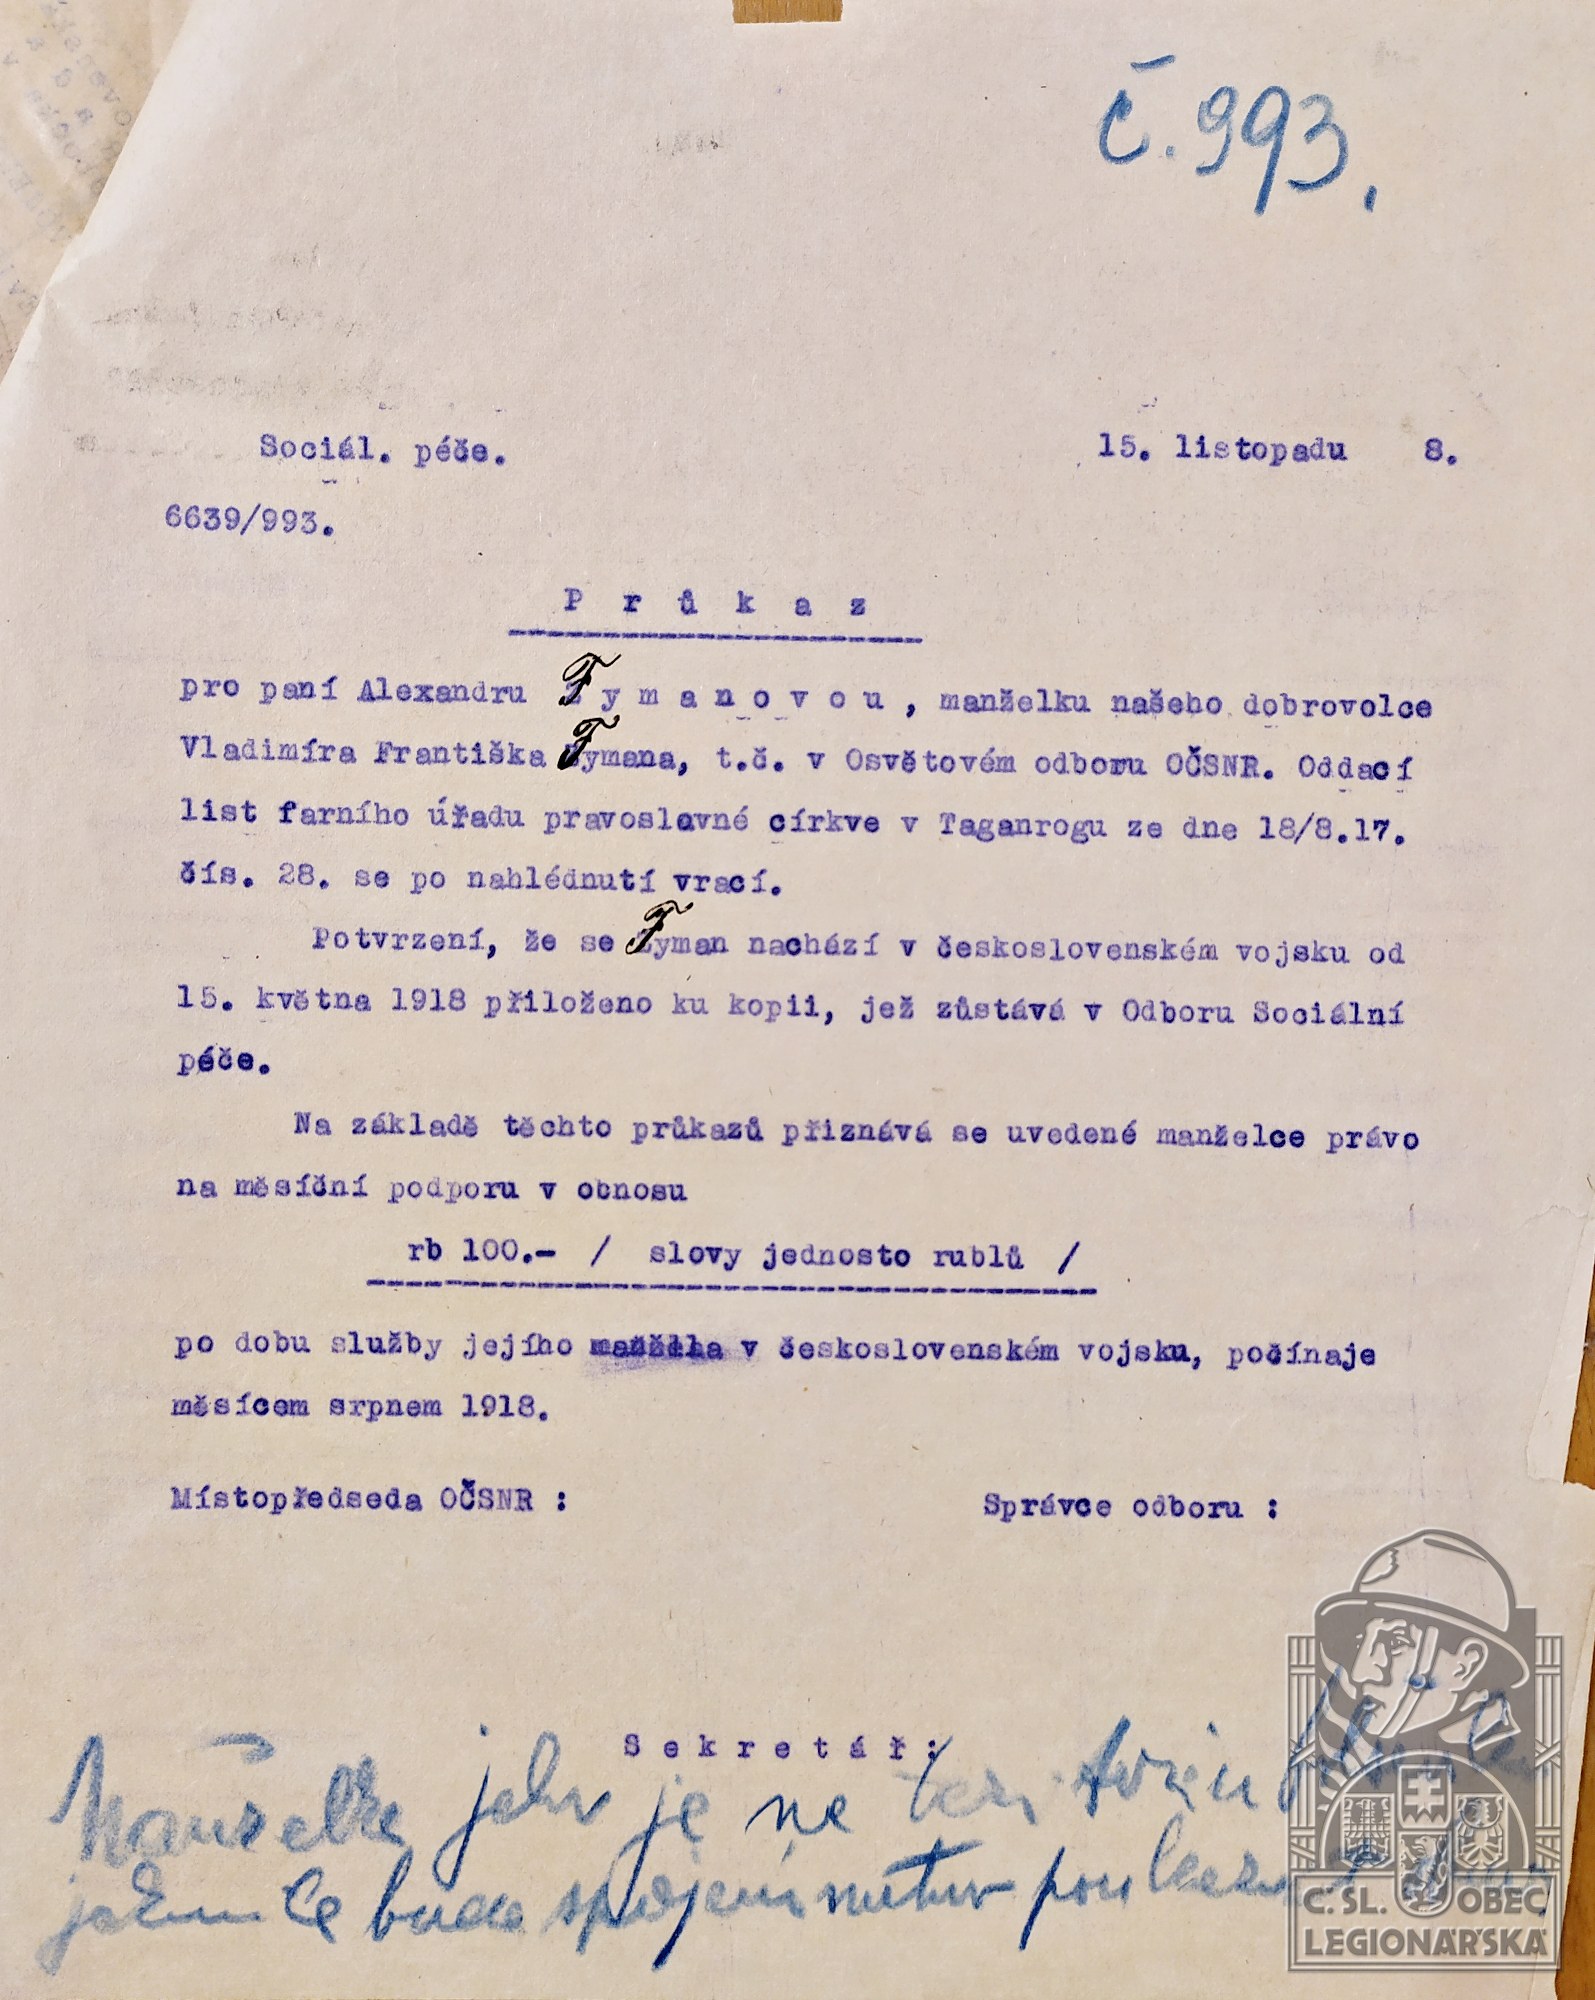 č. 993.
Sociál. péče. 15. listopadu 8.
6639/993.
P r ů k a z
pro paní Alexandru F y m a n o v o u , manželku našeho dobrovolce
Vladimíra Františka Fymana, t.č. v Osvětovém odboru OČSNR. Oddací
list farního úřadu pravoslavné církve v Taganrogu ze dne 18/8.17.
čís. 28. se po nahlédnutí vrací.
Potvrzení, že se Fyman nachází v československém vojsku od
15. května 1918 přiloženo ku kopii, jež zůstává v Odboru Sociální
péče.
Na základě těchto průkazů přiznává se uvedené manželce právo
na měsíční podporu v obnosu
rb 100.- / slovy jednosto rublů /
po dobu služby jejího manžela v československém vojsku, počínaje
měsícem srpnem 1918.
Místopředseda OČSNR : Správce odboru :
S e k r e t á ř :
Manželka jeho je na
jakmile bude spojení
Č. SL. OBEC
LEGIONÁŘSKÁ